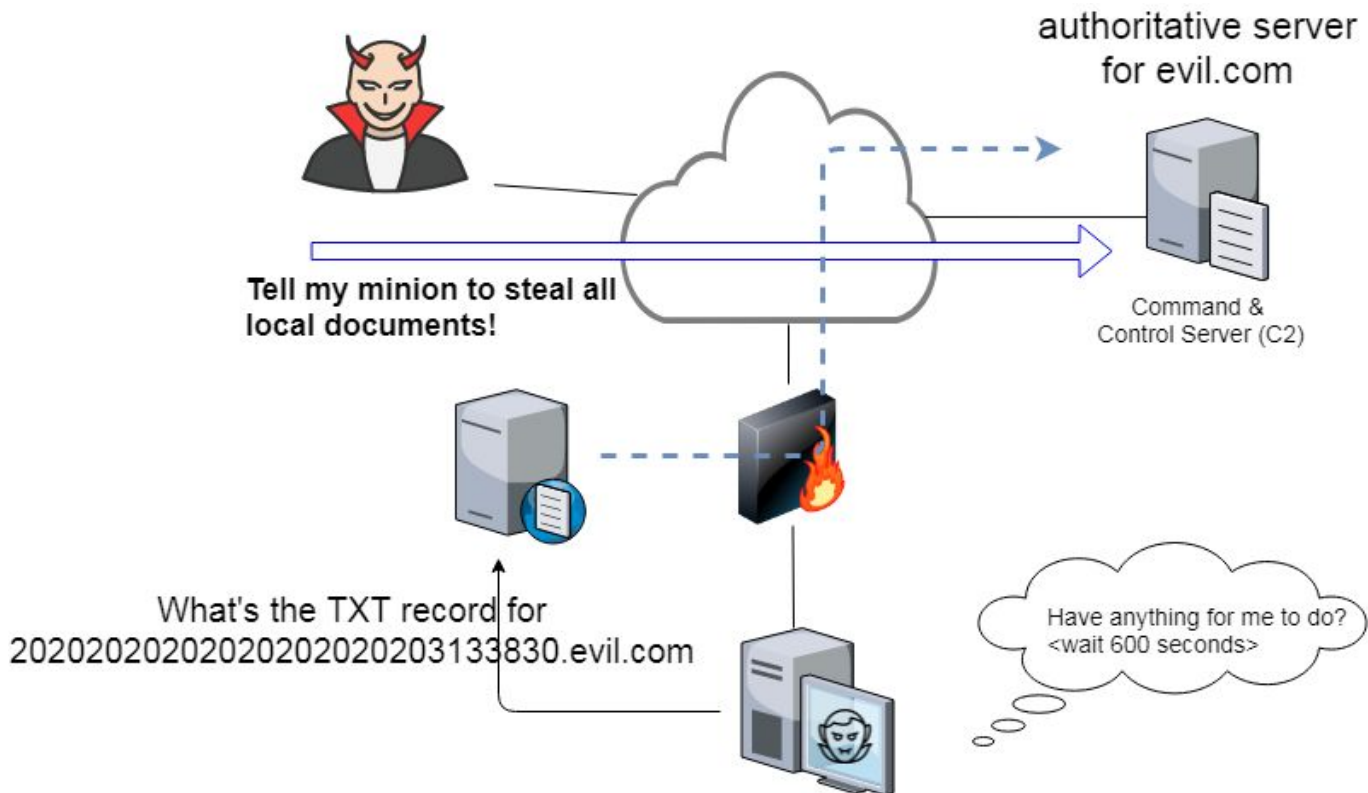 authoritative server
for evil.com
Tell my minion to steal all
local documents!
Command &
Control Server (C2)
What's the TXT record for
2020202020202020202020203133830.evil.com
Have anything for me to do?
<wait 600 seconds>